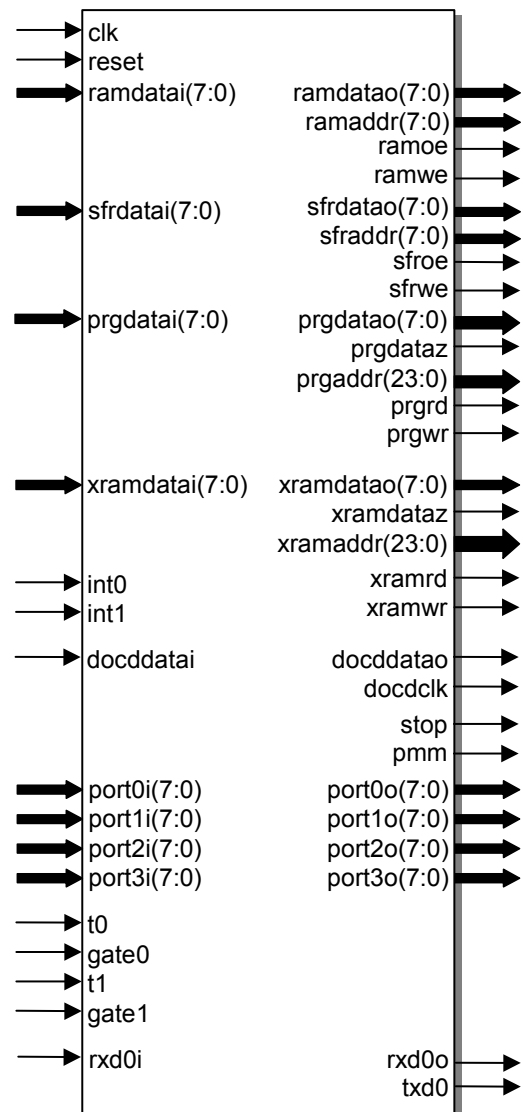 clk
reset
ramdatai(7:0) ramdatao(7:0)
ramaddr(7:0)
ramoe
ramwe
sfrdatai(7:0) sfrdatao(7:0)
sfraddr(7:0)
sfroe
sfrwe
prgdatai(7:0) prgdatao(7:0)
prgdataz
prgaddr(23:0)
prgrd
prgwr
xramdatai(7:0) xramdatao(7:0)
xramdataz
xramaddr(23:0)
int0 xramrd
int1 xramwr
docddatai docddatao
docdclk
stop
pmm
port0i(7:0) port0o(7:0)
port1i(7:0) port1o(7:0)
port2i(7:0) port2o(7:0)
port3i(7:0) port3o(7:0)
t0
gate0
t1
gate1
rxd0i rxd0o
txd0